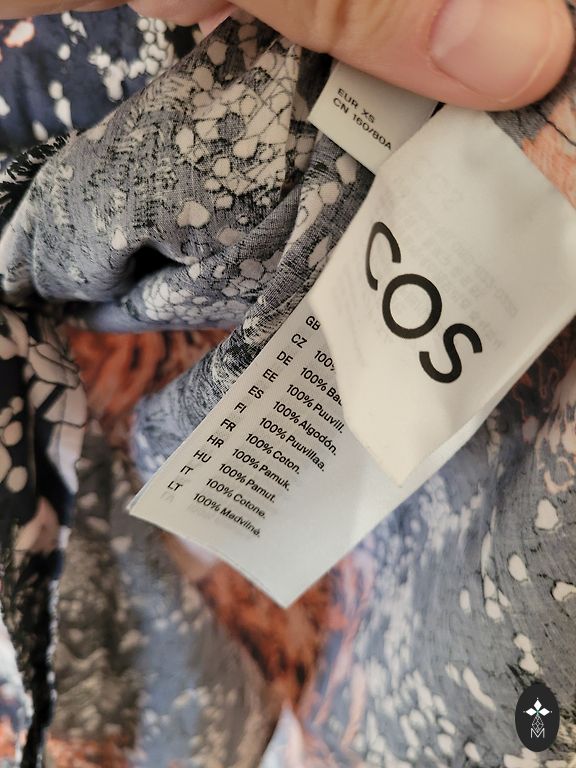 EUR XS
CN 160/80A
COS
GB
CZ 100%
DE 100% Ba
EE 100% Puuvill.
ES 100% Algodón.
FI 100% Puuvillaa.
FR 100% Coton.
HR 100% Pamuk.
HU 100% Pamut.
IT 100% Cotone.
LT 100% Medvilnė.
M